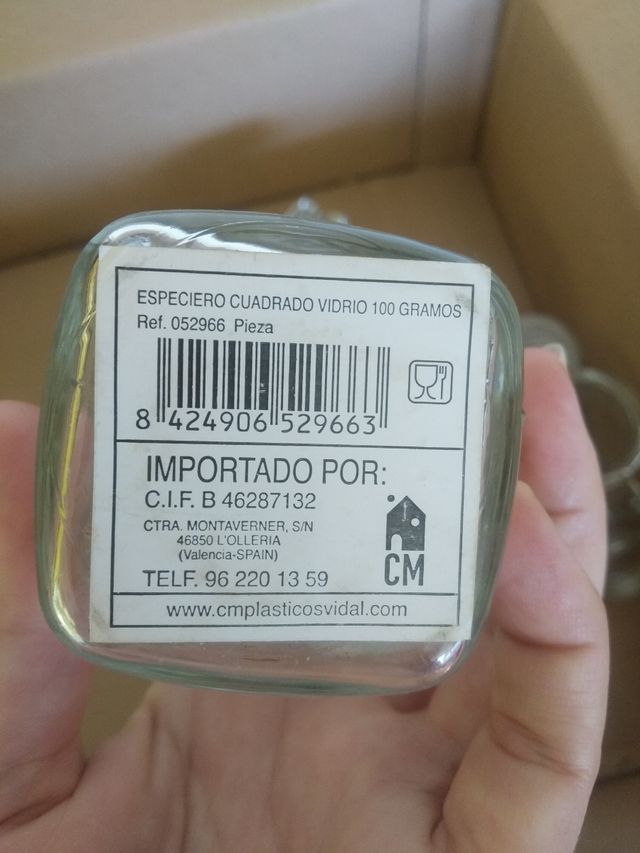 ESPECIERO CUADRADO VIDRIO 100 GRAMOS
Ref. 052966 Pieza
8 424906 529663
IMPORTADO POR:
C.I.F. B 46287132
CTRA. MONTAVERNER, S/N
46850 L'OLLERIA
(Valencia-SPAIN)
CM
TELF. 96 220 13 59
www.cmplasticosvidal.com